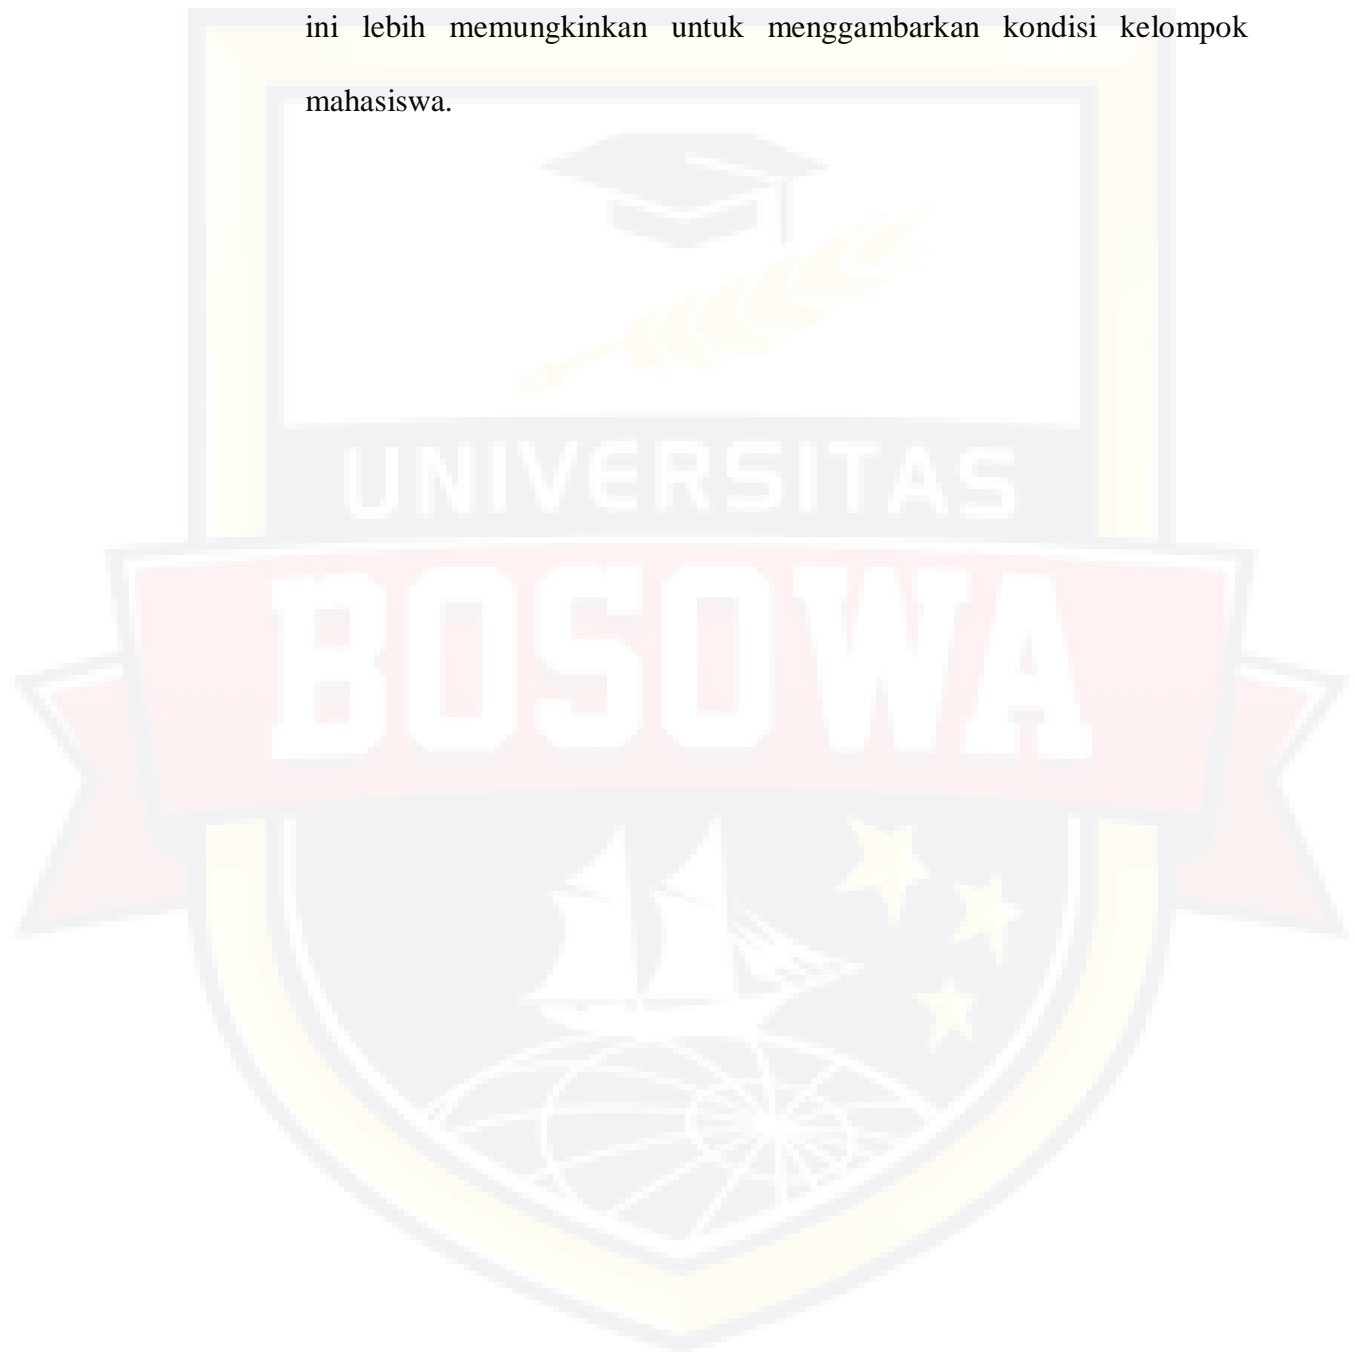 ini lebih memungkinkan untuk menggambarkan kondisi kelompok
mahasiswa.
UNIVERSITAS
BOSOWA